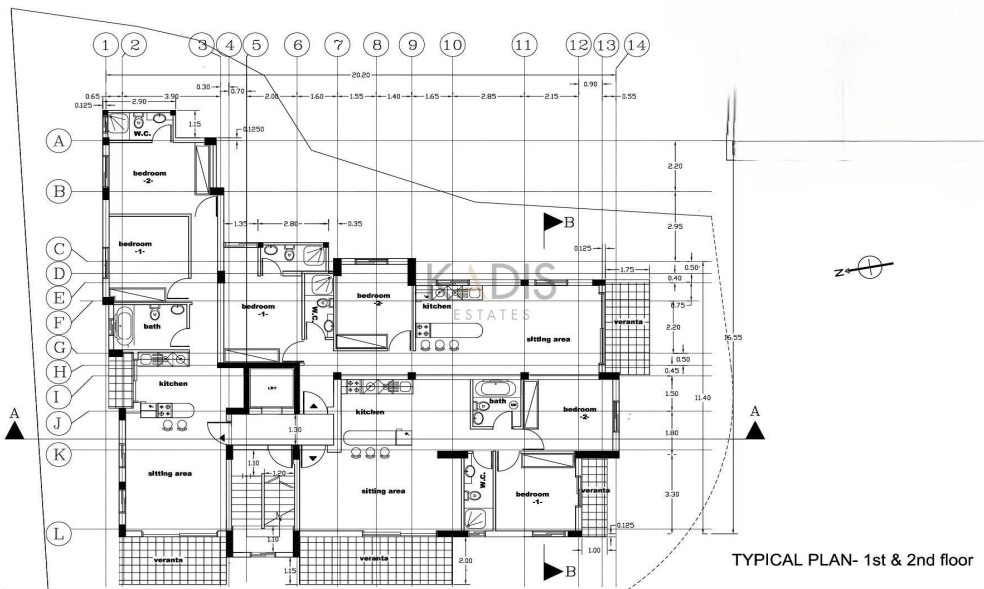 1 2 3 4 5 6 7 8 9 10 11 12 13 14
20.20
0.65 3.90 0.30 0.70 2.00 1.60 1.55 1.40 1.65 2.85 2.15 0.90 0.55
2.90
0.125
1.15
0.1250
W.C.
A
B
C
D
E
F
G
H
I
J
K
L
bedroom
-2-
bedroom
-1-
bath
kitchen
sitting area
veranta
1.35 2.80 0.35
bedroom
-1-
W.C.
bedroom
-2-
kitchen
sitting area
veranta
KADIS
ESTATES
LIFT
1.30
1.10
1.20
1.10
1.15
kitchen
bath
bedroom
-2-
sitting area
W.C.
bedroom
-1-
veranta
veranta
2.00
1.00
0.125
B
B
A
A
2.20
2.95
0.125
1.75
0.50
0.40
6.75
2.20
0.50
0.45
1.50
1.80
3.30
11.40
16.55
N
TYPICAL PLAN- 1st & 2nd floor